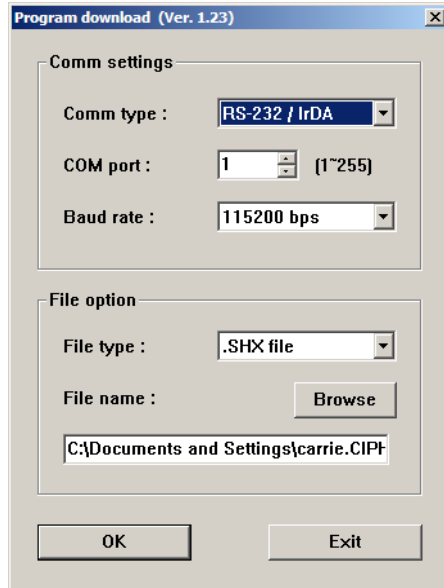 Program download (Ver. 1.23)
Comm settings
Comm type : RS-232 / IrDA
COM port : 1 (1~255)
Baud rate : 115200 bps
File option
File type : .SHX file
File name : Browse
C:\Documents and Settings\carrie.CIPH
OK Exit